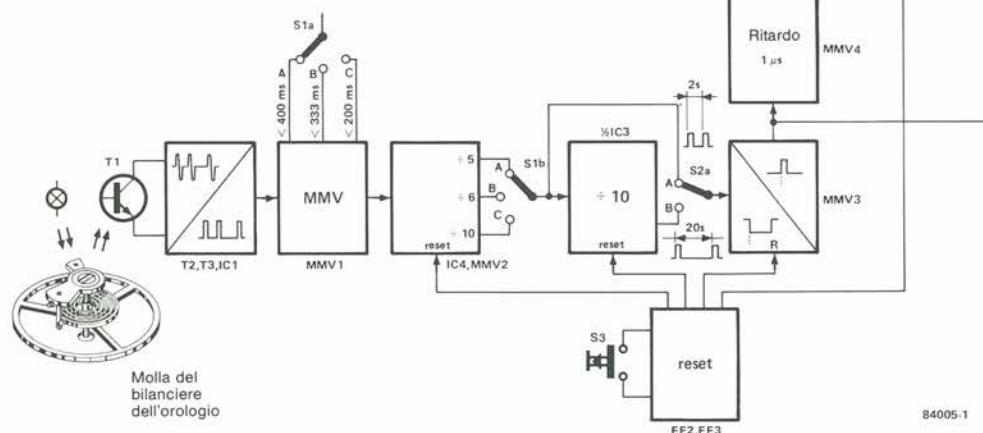 S1a
A
< 400 ms
B
< 333 ms
C
< 200 ms
T1
T2,T3,IC1
MMV
MMV1
÷ 5
÷ 6
÷ 10
reset
IC4,MMV2
A
B
C
S1b
½IC3
÷ 10
reset
2s
S2a
A
B
20s
Ritardo
1 µs
MMV4
R
MMV3
S3
reset
FF2,FF3
Molla del
bilanciere
dell'orologio
84005-1